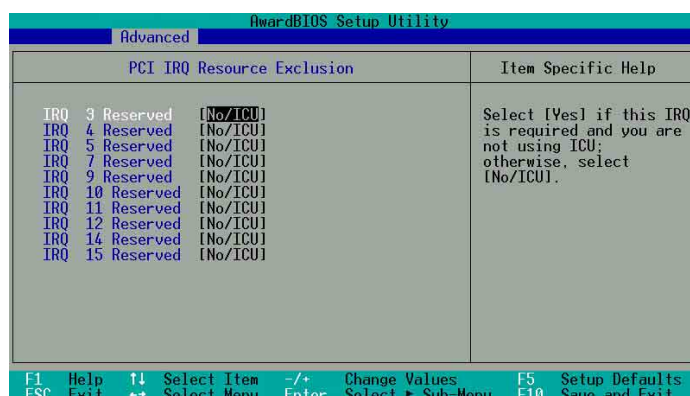 AwardBIOS Setup Utility
Advanced
PCI IRQ Resource Exclusion
Item Specific Help
IRQ 3 Reserved [No/ICU]
IRQ 4 Reserved [No/ICU]
IRQ 5 Reserved [No/ICU]
IRQ 7 Reserved [No/ICU]
IRQ 9 Reserved [No/ICU]
IRQ 10 Reserved [No/ICU]
IRQ 11 Reserved [No/ICU]
IRQ 12 Reserved [No/ICU]
IRQ 14 Reserved [No/ICU]
IRQ 15 Reserved [No/ICU]
Select [Yes] if this IRQ
is required and you are
not using ICU;
otherwise, select
[No/ICU].
F1 Help ↑↓ Select Item -/+ Change Values F5 Setup Defaults
ESC Exit ←→ Select Menu Enter Select ► Sub-Menu F10 Save and Exit